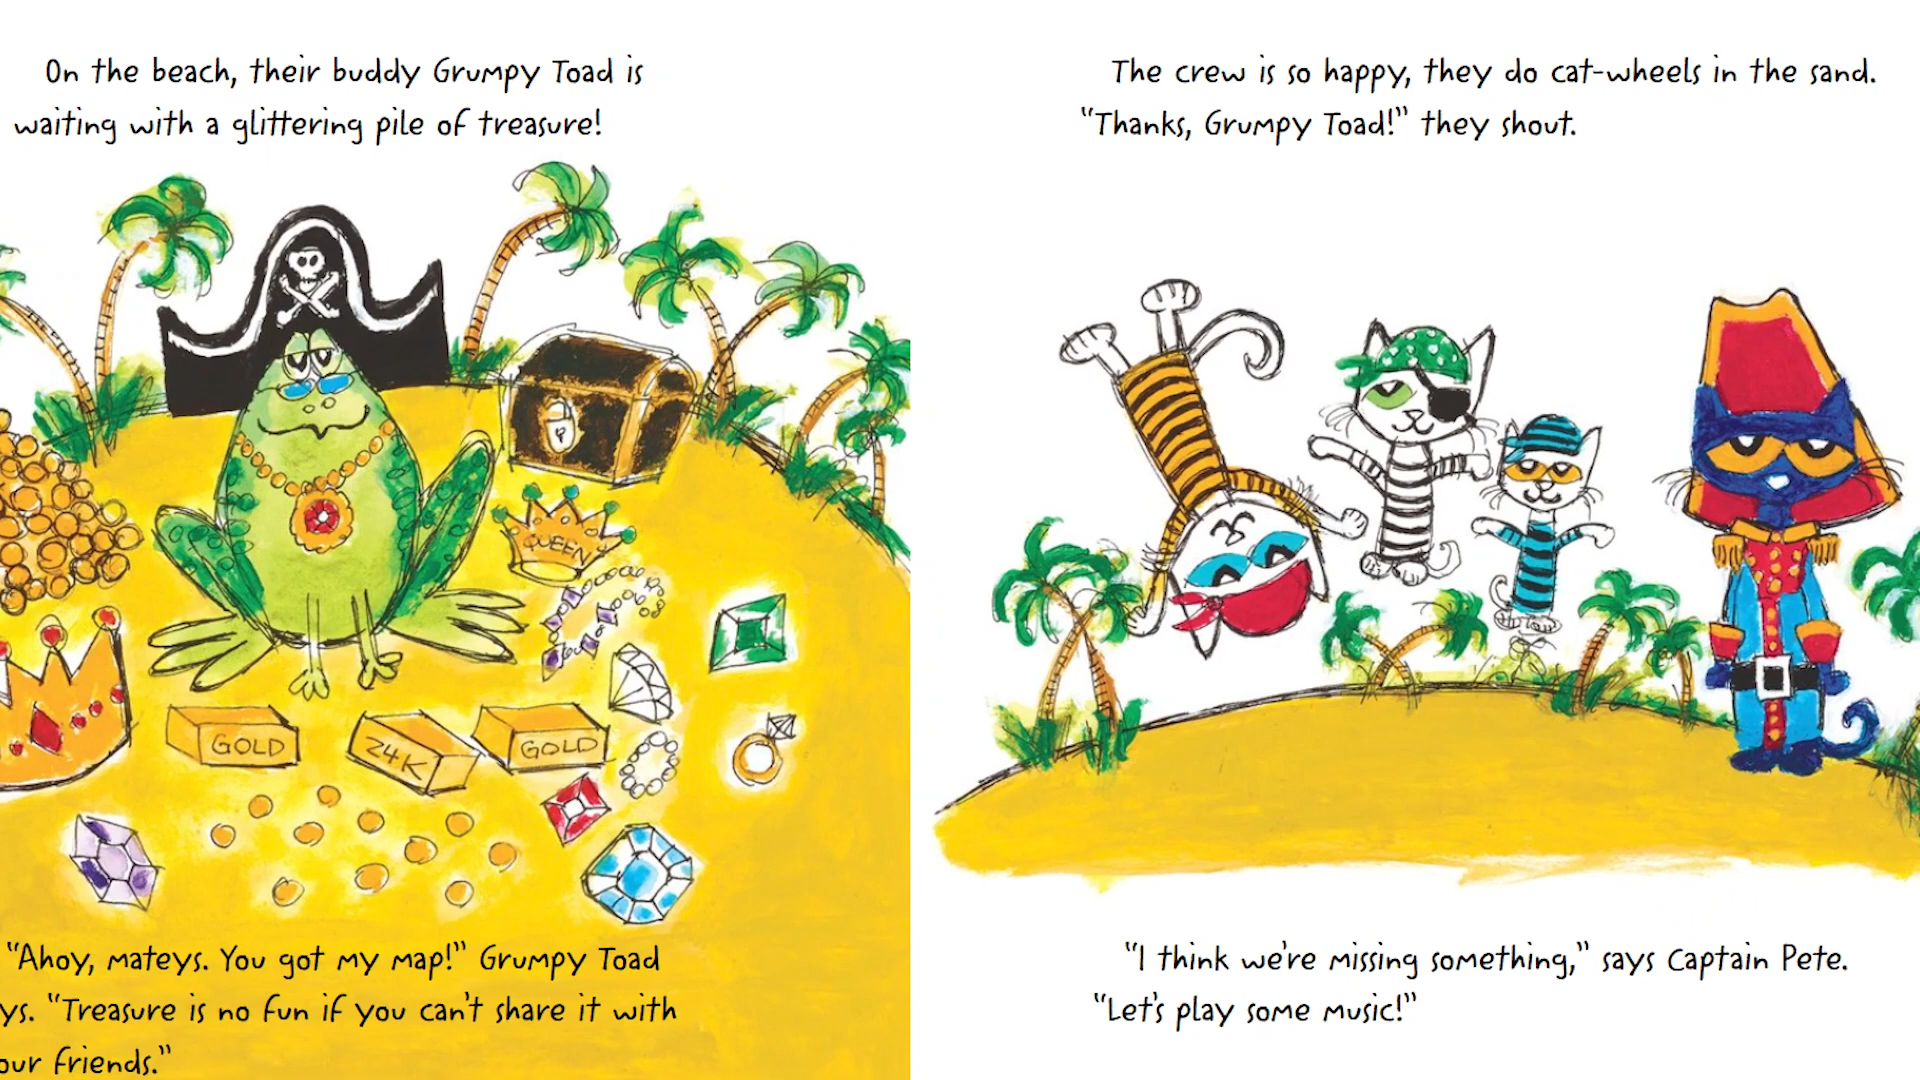 On the beach, their buddy Grumpy Toad is
waiting with a glittering pile of treasure!
QUEEN
GOLD
24K
GOLD
"Ahoy, mateys. You got my map!" Grumpy Toad
ys. "Treasure is no fun if you can't share it with
our friends."
The crew is so happy, they do cat-wheels in the sand.
"Thanks, Grumpy Toad!" they shout.
"I think we're missing something," says Captain Pete.
"Let's play some music!"